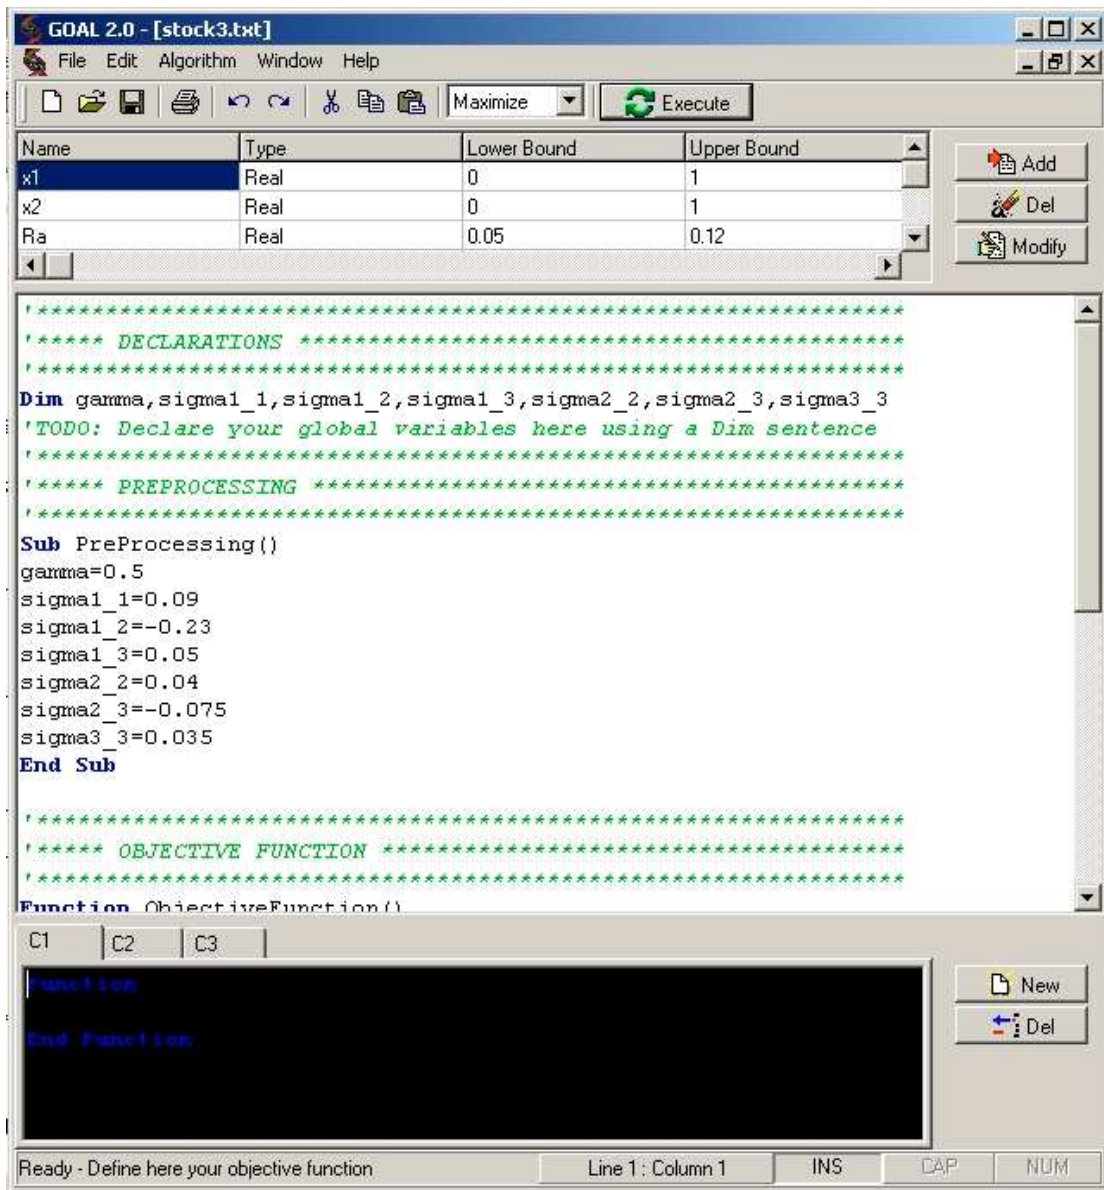 GOAL 2.0 - [stock3.txt]
File Edit Algorithm Window Help
Maximize Execute
Name Type Lower Bound Upper Bound
x1 Real 0 1
x2 Real 0 1
Ra Real 0.05 0.12
Add
Del
Modify
'***************************************************************
'***** DECLARATIONS ********************************************
'***************************************************************
Dim gamma,sigma1_1,sigma1_2,sigma1_3,sigma2_2,sigma2_3,sigma3_3
'TODO: Declare your global variables here using a Dim sentence
'***************************************************************
'***** PREPROCESSING *******************************************
'***************************************************************
Sub PreProcessing()
gamma=0.5
sigma1_1=0.09
sigma1_2=-0.23
sigma1_3=0.05
sigma2_2=0.04
sigma2_3=-0.075
sigma3_3=0.035
End Sub
'***************************************************************
'***** OBJECTIVE FUNCTION **************************************
'***************************************************************
Function ObjectiveFunction()
C1 C2 C3
Function
End Function
New
Del
Ready - Define here your objective function Line 1 : Column 1 INS CAP NUM